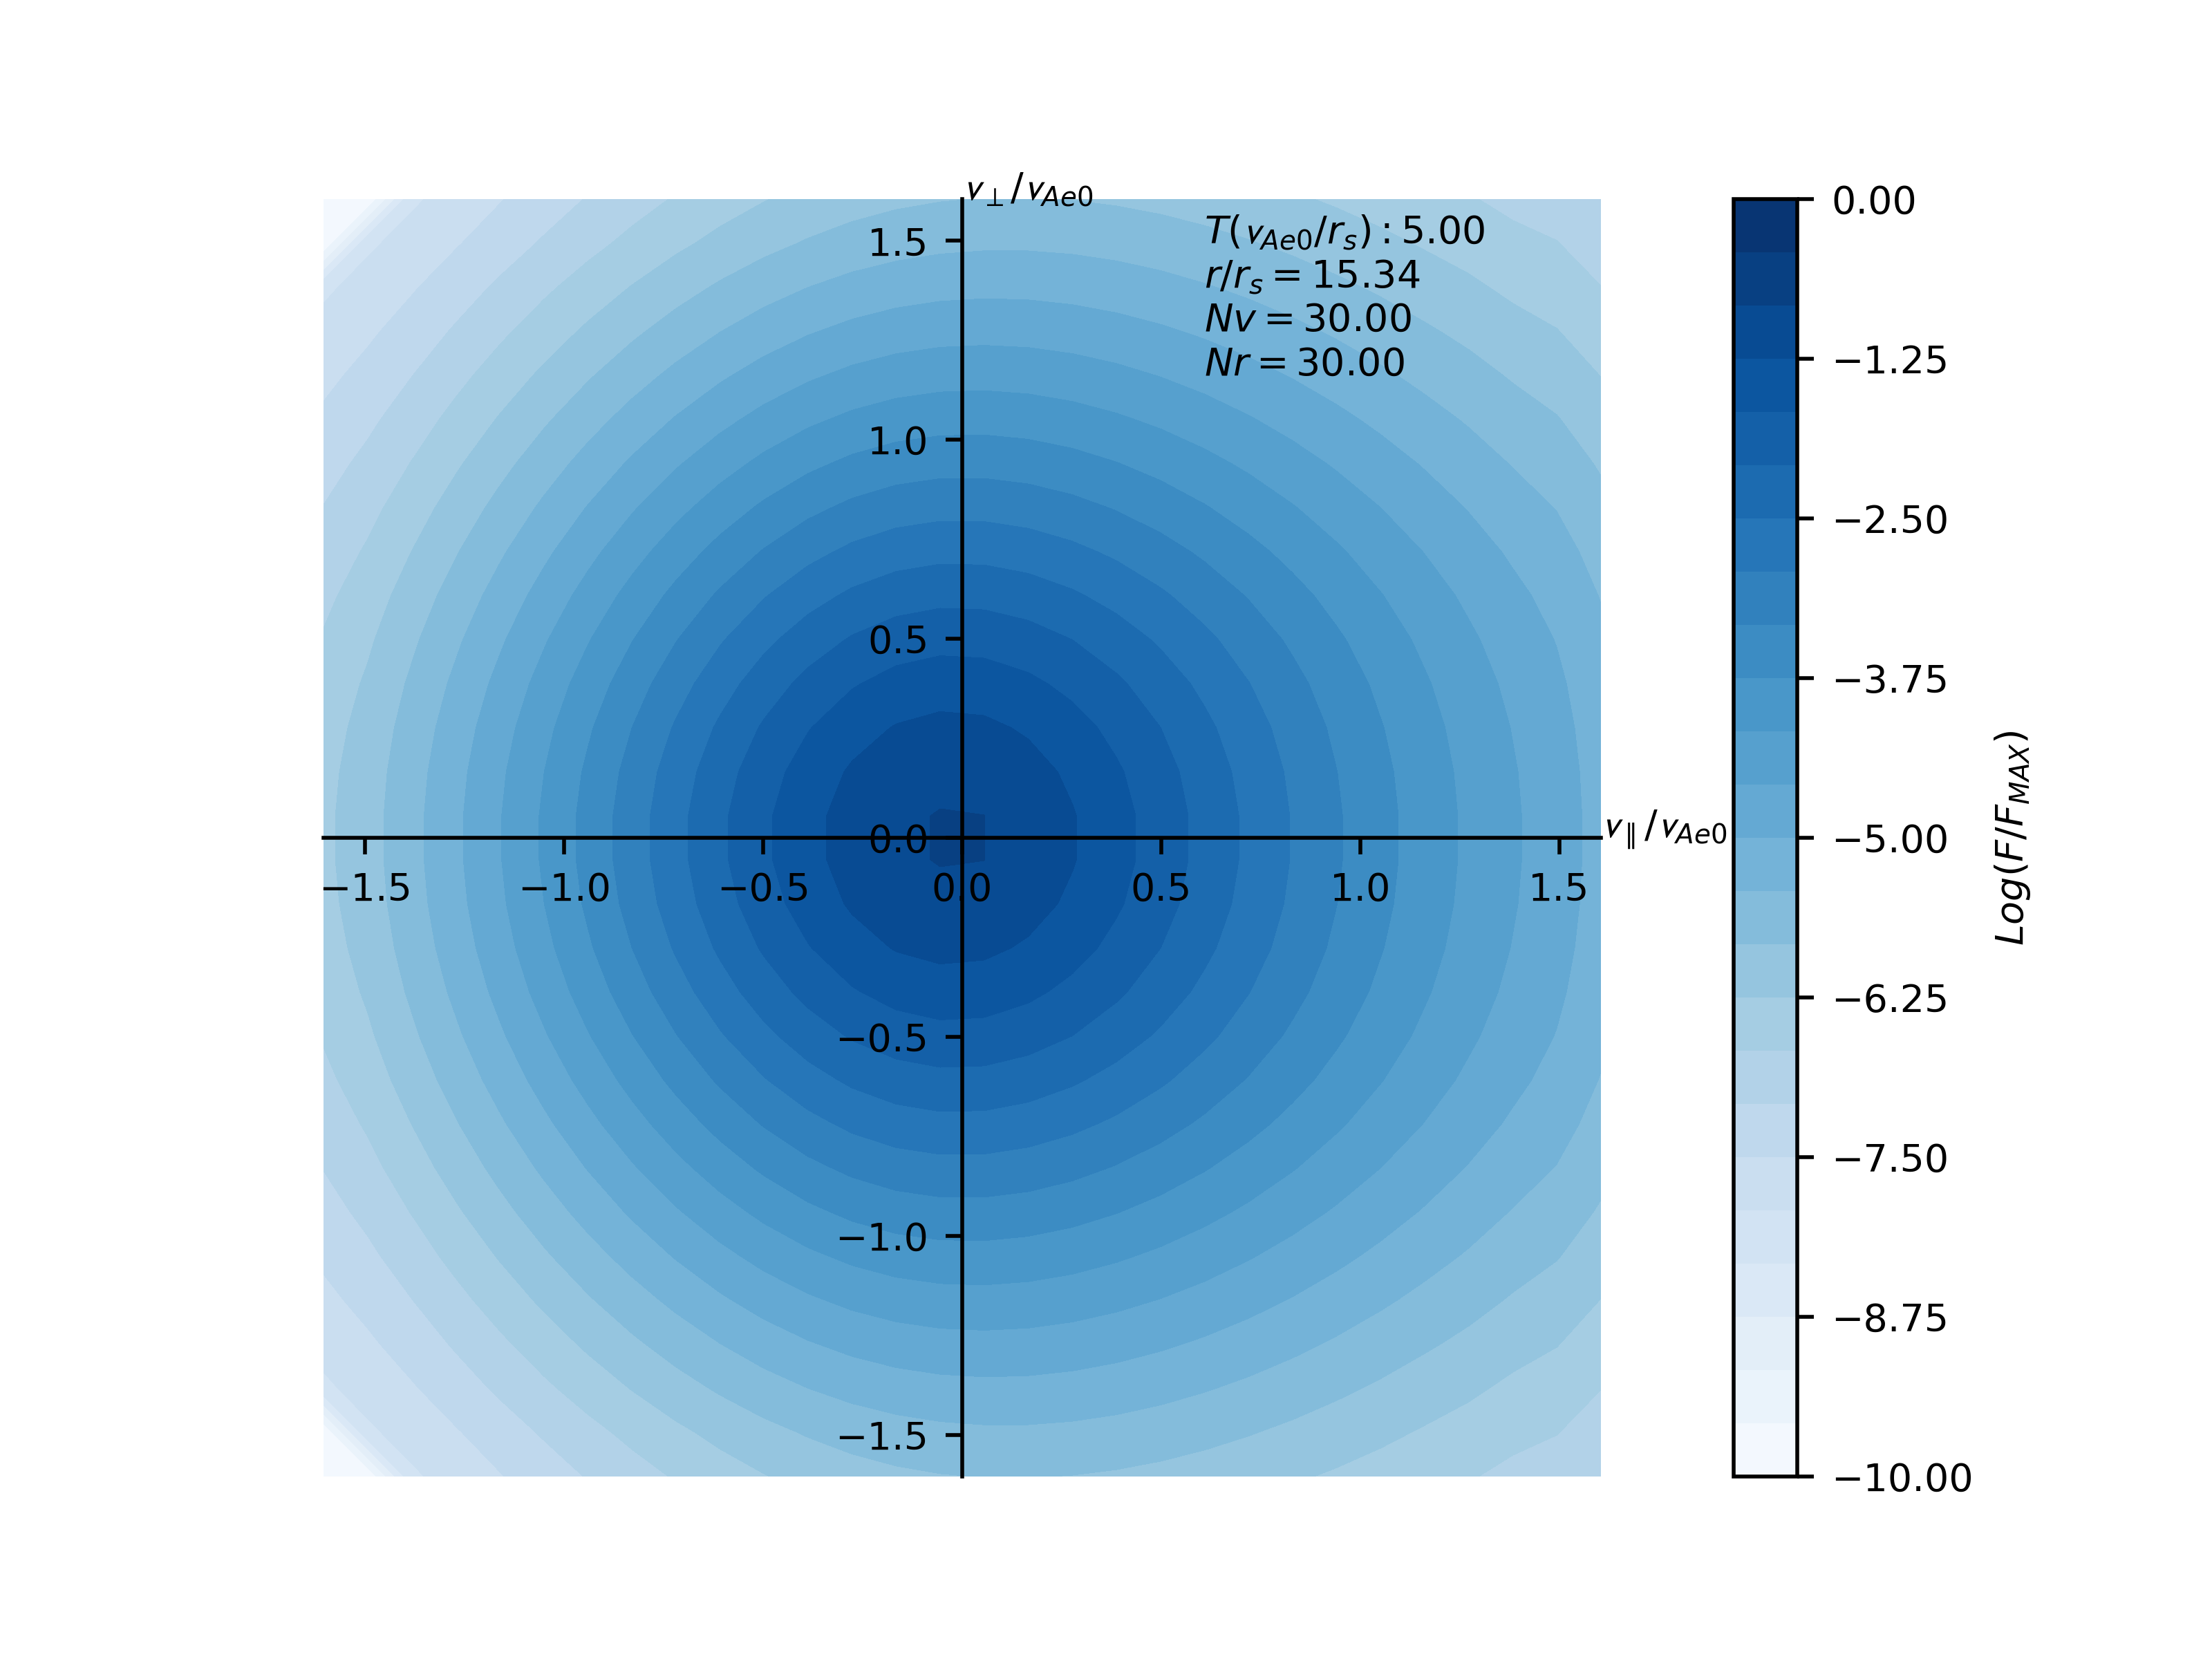 v⊥/vAe0
T(vAe0/rs) : 5.00
r/rs = 15.34
Nv = 30.00
Nr = 30.00
1.5
1.0
0.5
0.0
−0.5
−1.0
−1.5
−1.5 −1.0 −0.5 0.0 0.5 1.0 1.5
v∥/vAe0
0.00
−1.25
−2.50
−3.75
−5.00
−6.25
−7.50
−8.75
−10.00
Log(F/FMAX)